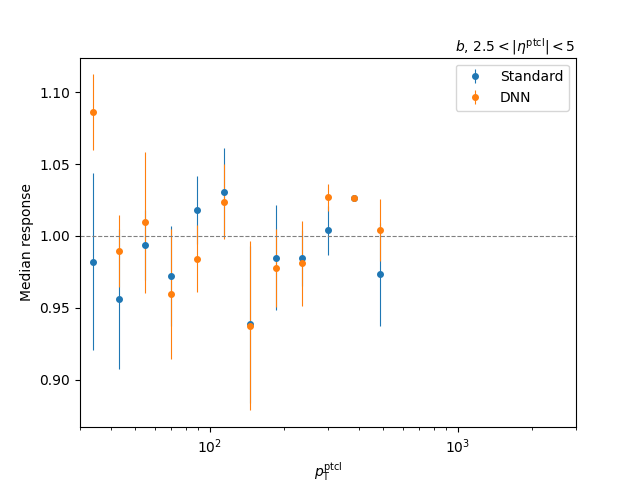 b, 2.5 < |η^ptcl| < 5
Standard
DNN
1.10
1.05
1.00
0.95
0.90
Median response
10^2
10^3
p_T^ptcl